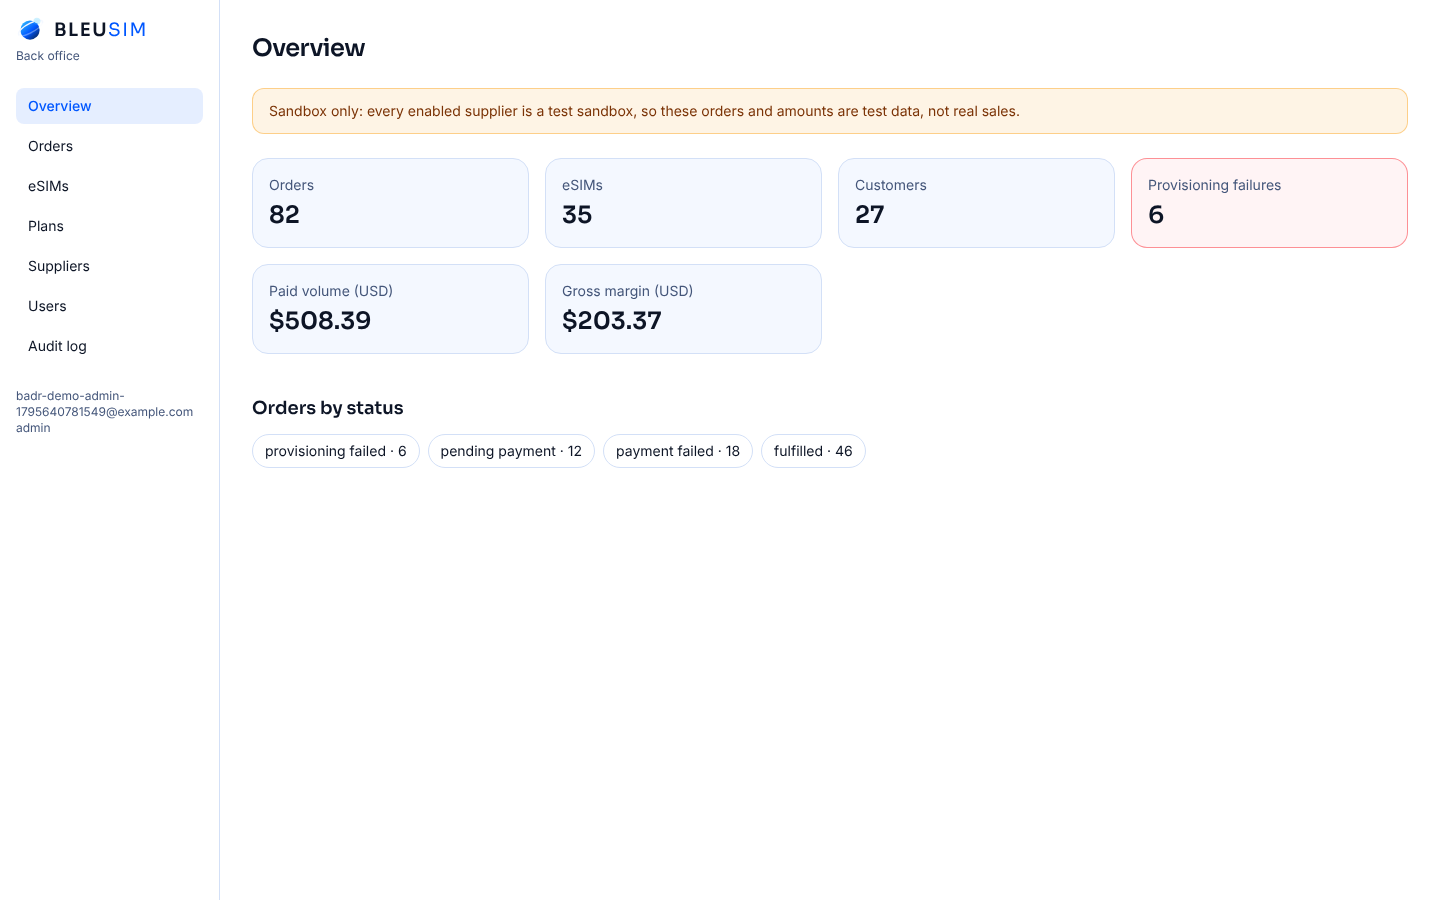 BLEUSIM
Back office
Overview
Orders
eSIMs
Plans
Suppliers
Users
Audit log
badr-demo-admin-
1795640781549@example.com
admin
Overview
Sandbox only: every enabled supplier is a test sandbox, so these orders and amounts are test data, not real sales.
Orders
82
eSIMs
35
Customers
27
Provisioning failures
6
Paid volume (USD)
$508.39
Gross margin (USD)
$203.37
Orders by status
provisioning failed · 6
pending payment · 12
payment failed · 18
fulfilled · 46